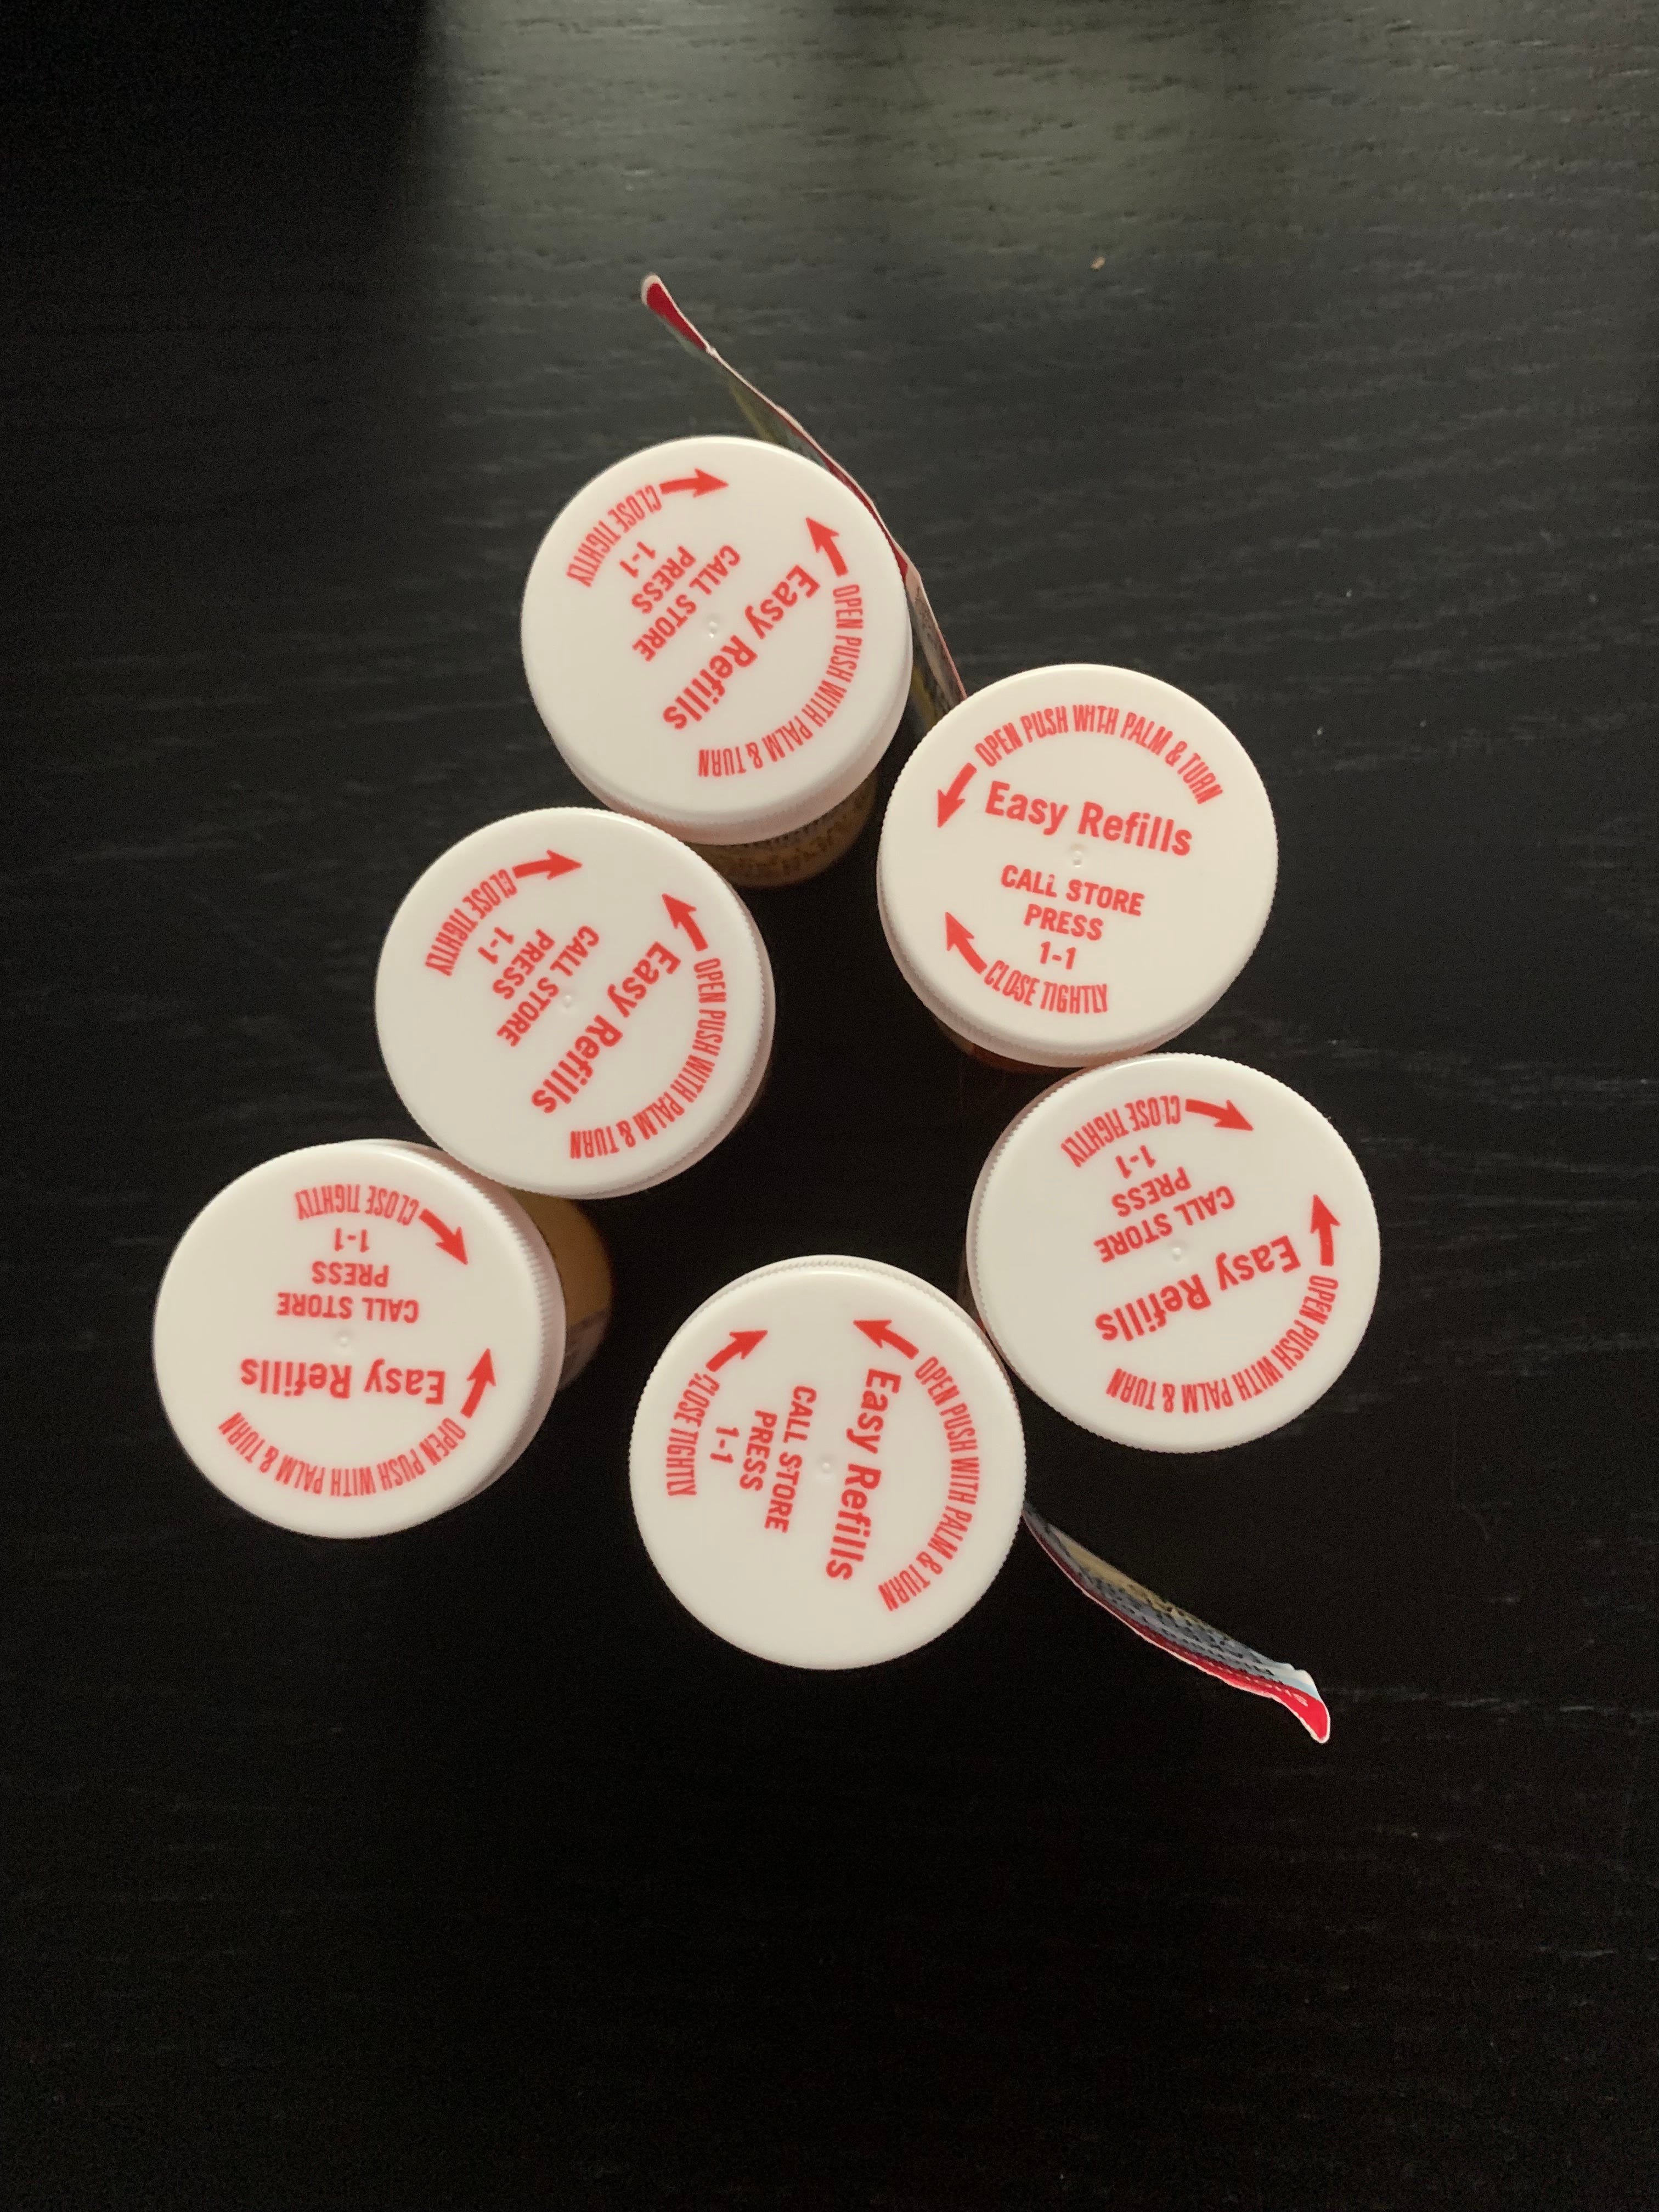 OPEN PUSH WITH PALM & TURN
Easy Refills
CALL STORE
PRESS
1-1
CLOSE TIGHTLY
OPEN PUSH WITH PALM & TURN
Easy Refills
CALL STORE
PRESS
1-1
CLOSE TIGHTLY
OPEN PUSH WITH PALM & TURN
Easy Refills
CALL STORE
PRESS
1-1
CLOSE TIGHTLY
OPEN PUSH WITH PALM & TURN
Easy Refills
CALL STORE
PRESS
1-1
CLOSE TIGHTLY
OPEN PUSH WITH PALM & TURN
Easy Refills
CALL STORE
PRESS
1-1
CLOSE TIGHTLY
OPEN PUSH WITH PALM & TURN
Easy Refills
CALL STORE
PRESS
1-1
CLOSE TIGHTLY